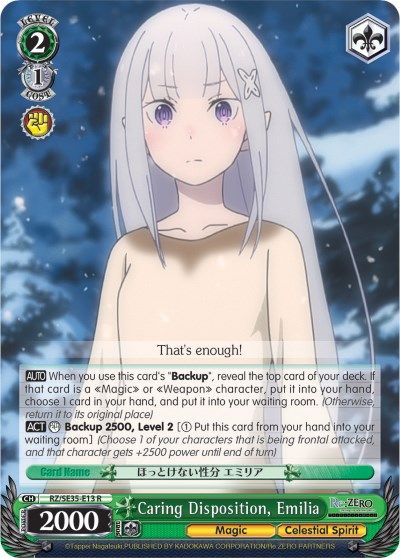 LEVEL
2
1
COST
That's enough!
AUTO When you use this card's "Backup", reveal the top card of your deck. If
that card is a «Magic» or «Weapon» character, put it into your hand,
choose 1 card in your hand, and put it into your waiting room. (Otherwise,
return it to its original place)
ACT Backup 2500, Level 2 [① Put this card from your hand into
your waiting room] (Choose 1 of your characters that is being frontal attacked,
and that character gets +2500 power until end of turn)
Card Name ほっとけない性分 エミリア
CH RZ/SE35-E13 R
Caring Disposition, Emilia
Re:ZERO
POWER 2000
Magic Celestial Spirit
©Tappei Nagatsuki,PUBLISHED BY KADOKAWA CORPORATION/Re:ZERO PARTNERS